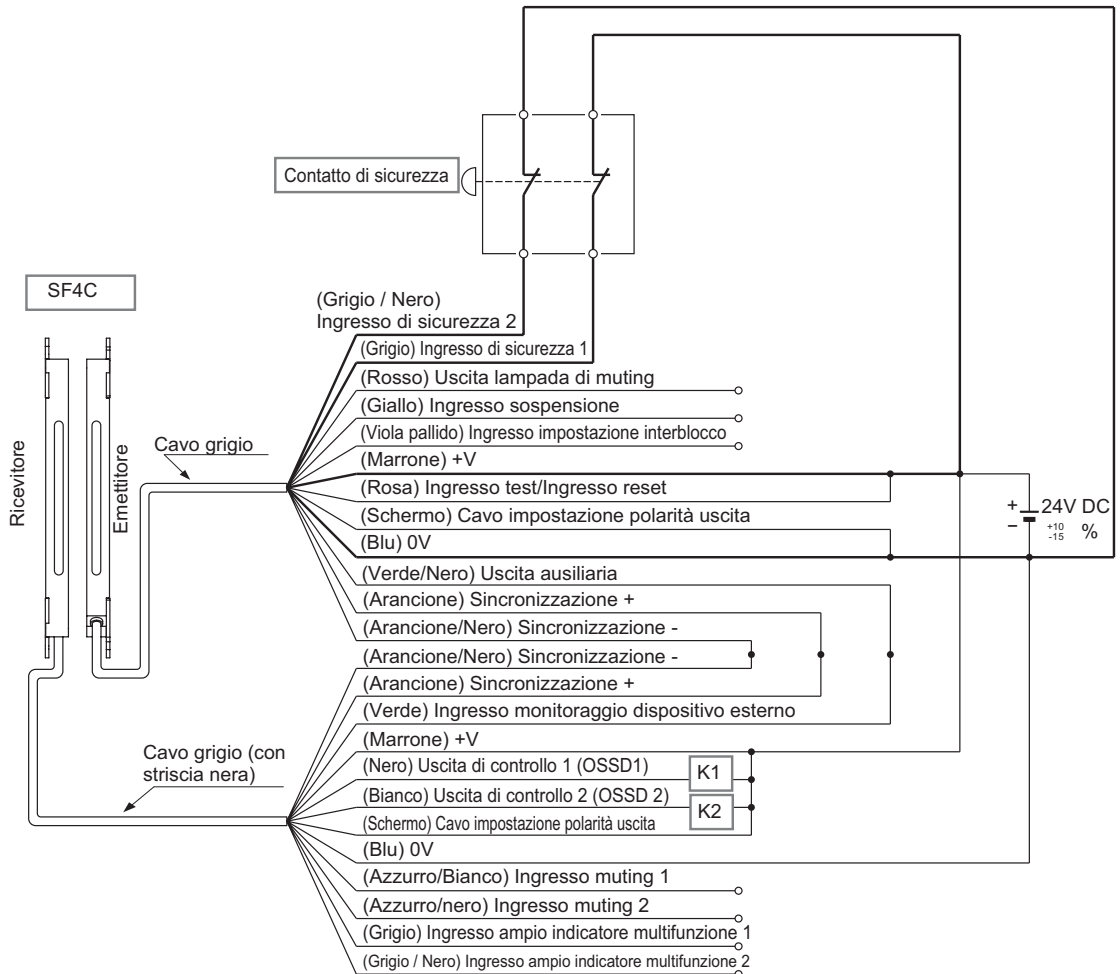 Contatto di sicurezza
SF4C
(Grigio / Nero)
Ingresso di sicurezza 2
(Grigio) Ingresso di sicurezza 1
(Rosso) Uscita lampada di muting
(Giallo) Ingresso sospensione
(Viola pallido) Ingresso impostazione interblocco
(Marrone) +V
(Rosa) Ingresso test/Ingresso reset
(Schermo) Cavo impostazione polarità uscita
(Blu) 0V
+
−
24V DC
+10
-15 %
Ricevitore
Emettitore
Cavo grigio
(Verde/Nero) Uscita ausiliaria
(Arancione) Sincronizzazione +
(Arancione/Nero) Sincronizzazione -
(Arancione/Nero) Sincronizzazione -
(Arancione) Sincronizzazione +
(Verde) Ingresso monitoraggio dispositivo esterno
(Marrone) +V
Cavo grigio (con
striscia nera)
(Nero) Uscita di controllo 1 (OSSD1)
K1
(Bianco) Uscita di controllo 2 (OSSD 2)
K2
(Schermo) Cavo impostazione polarità uscita
(Blu) 0V
(Azzurro/Bianco) Ingresso muting 1
(Azzurro/nero) Ingresso muting 2
(Grigio) Ingresso ampio indicatore multifunzione 1
(Grigio / Nero) Ingresso ampio indicatore multifunzione 2